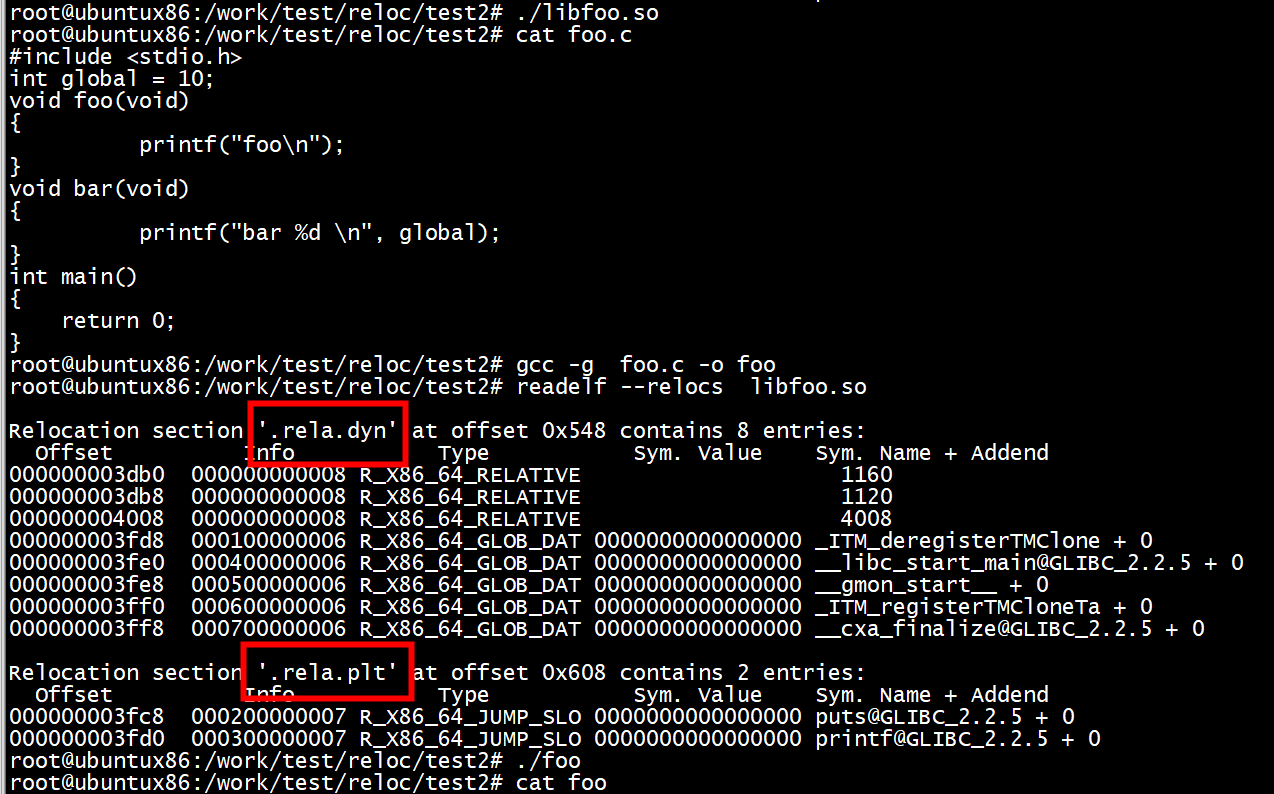 root@ubuntux86:/work/test/reloc/test2# ./libfoo.so
root@ubuntux86:/work/test/reloc/test2# cat foo.c
#include <stdio.h>
int global = 10;
void foo(void)
{
          printf("foo\n");
}
void bar(void)
{
          printf("bar %d \n", global);
}
int main()
{
    return 0;
}
root@ubuntux86:/work/test/reloc/test2# gcc -g  foo.c -o foo
root@ubuntux86:/work/test/reloc/test2# readelf --relocs  libfoo.so
Relocation section '.rela.dyn' at offset 0x548 contains 8 entries:
  Offset          Info           Type           Sym. Value    Sym. Name + Addend
000000003db0  000000000008 R_X86_64_RELATIVE                    1160
000000003db8  000000000008 R_X86_64_RELATIVE                    1120
000000004008  000000000008 R_X86_64_RELATIVE                    4008
000000003fd8  000100000006 R_X86_64_GLOB_DAT 0000000000000000 _ITM_deregisterTMClone + 0
000000003fe0  000400000006 R_X86_64_GLOB_DAT 0000000000000000 __libc_start_main@GLIBC_2.2.5 + 0
000000003fe8  000500000006 R_X86_64_GLOB_DAT 0000000000000000 __gmon_start__ + 0
000000003ff0  000600000006 R_X86_64_GLOB_DAT 0000000000000000 _ITM_registerTMCloneTa + 0
000000003ff8  000700000006 R_X86_64_GLOB_DAT 0000000000000000 __cxa_finalize@GLIBC_2.2.5 + 0
Relocation section '.rela.plt' at offset 0x608 contains 2 entries:
  Offset          Info           Type           Sym. Value    Sym. Name + Addend
000000003fc8  000200000007 R_X86_64_JUMP_SLO 0000000000000000 puts@GLIBC_2.2.5 + 0
000000003fd0  000300000007 R_X86_64_JUMP_SLO 0000000000000000 printf@GLIBC_2.2.5 + 0
root@ubuntux86:/work/test/reloc/test2# ./foo
root@ubuntux86:/work/test/reloc/test2# cat foo